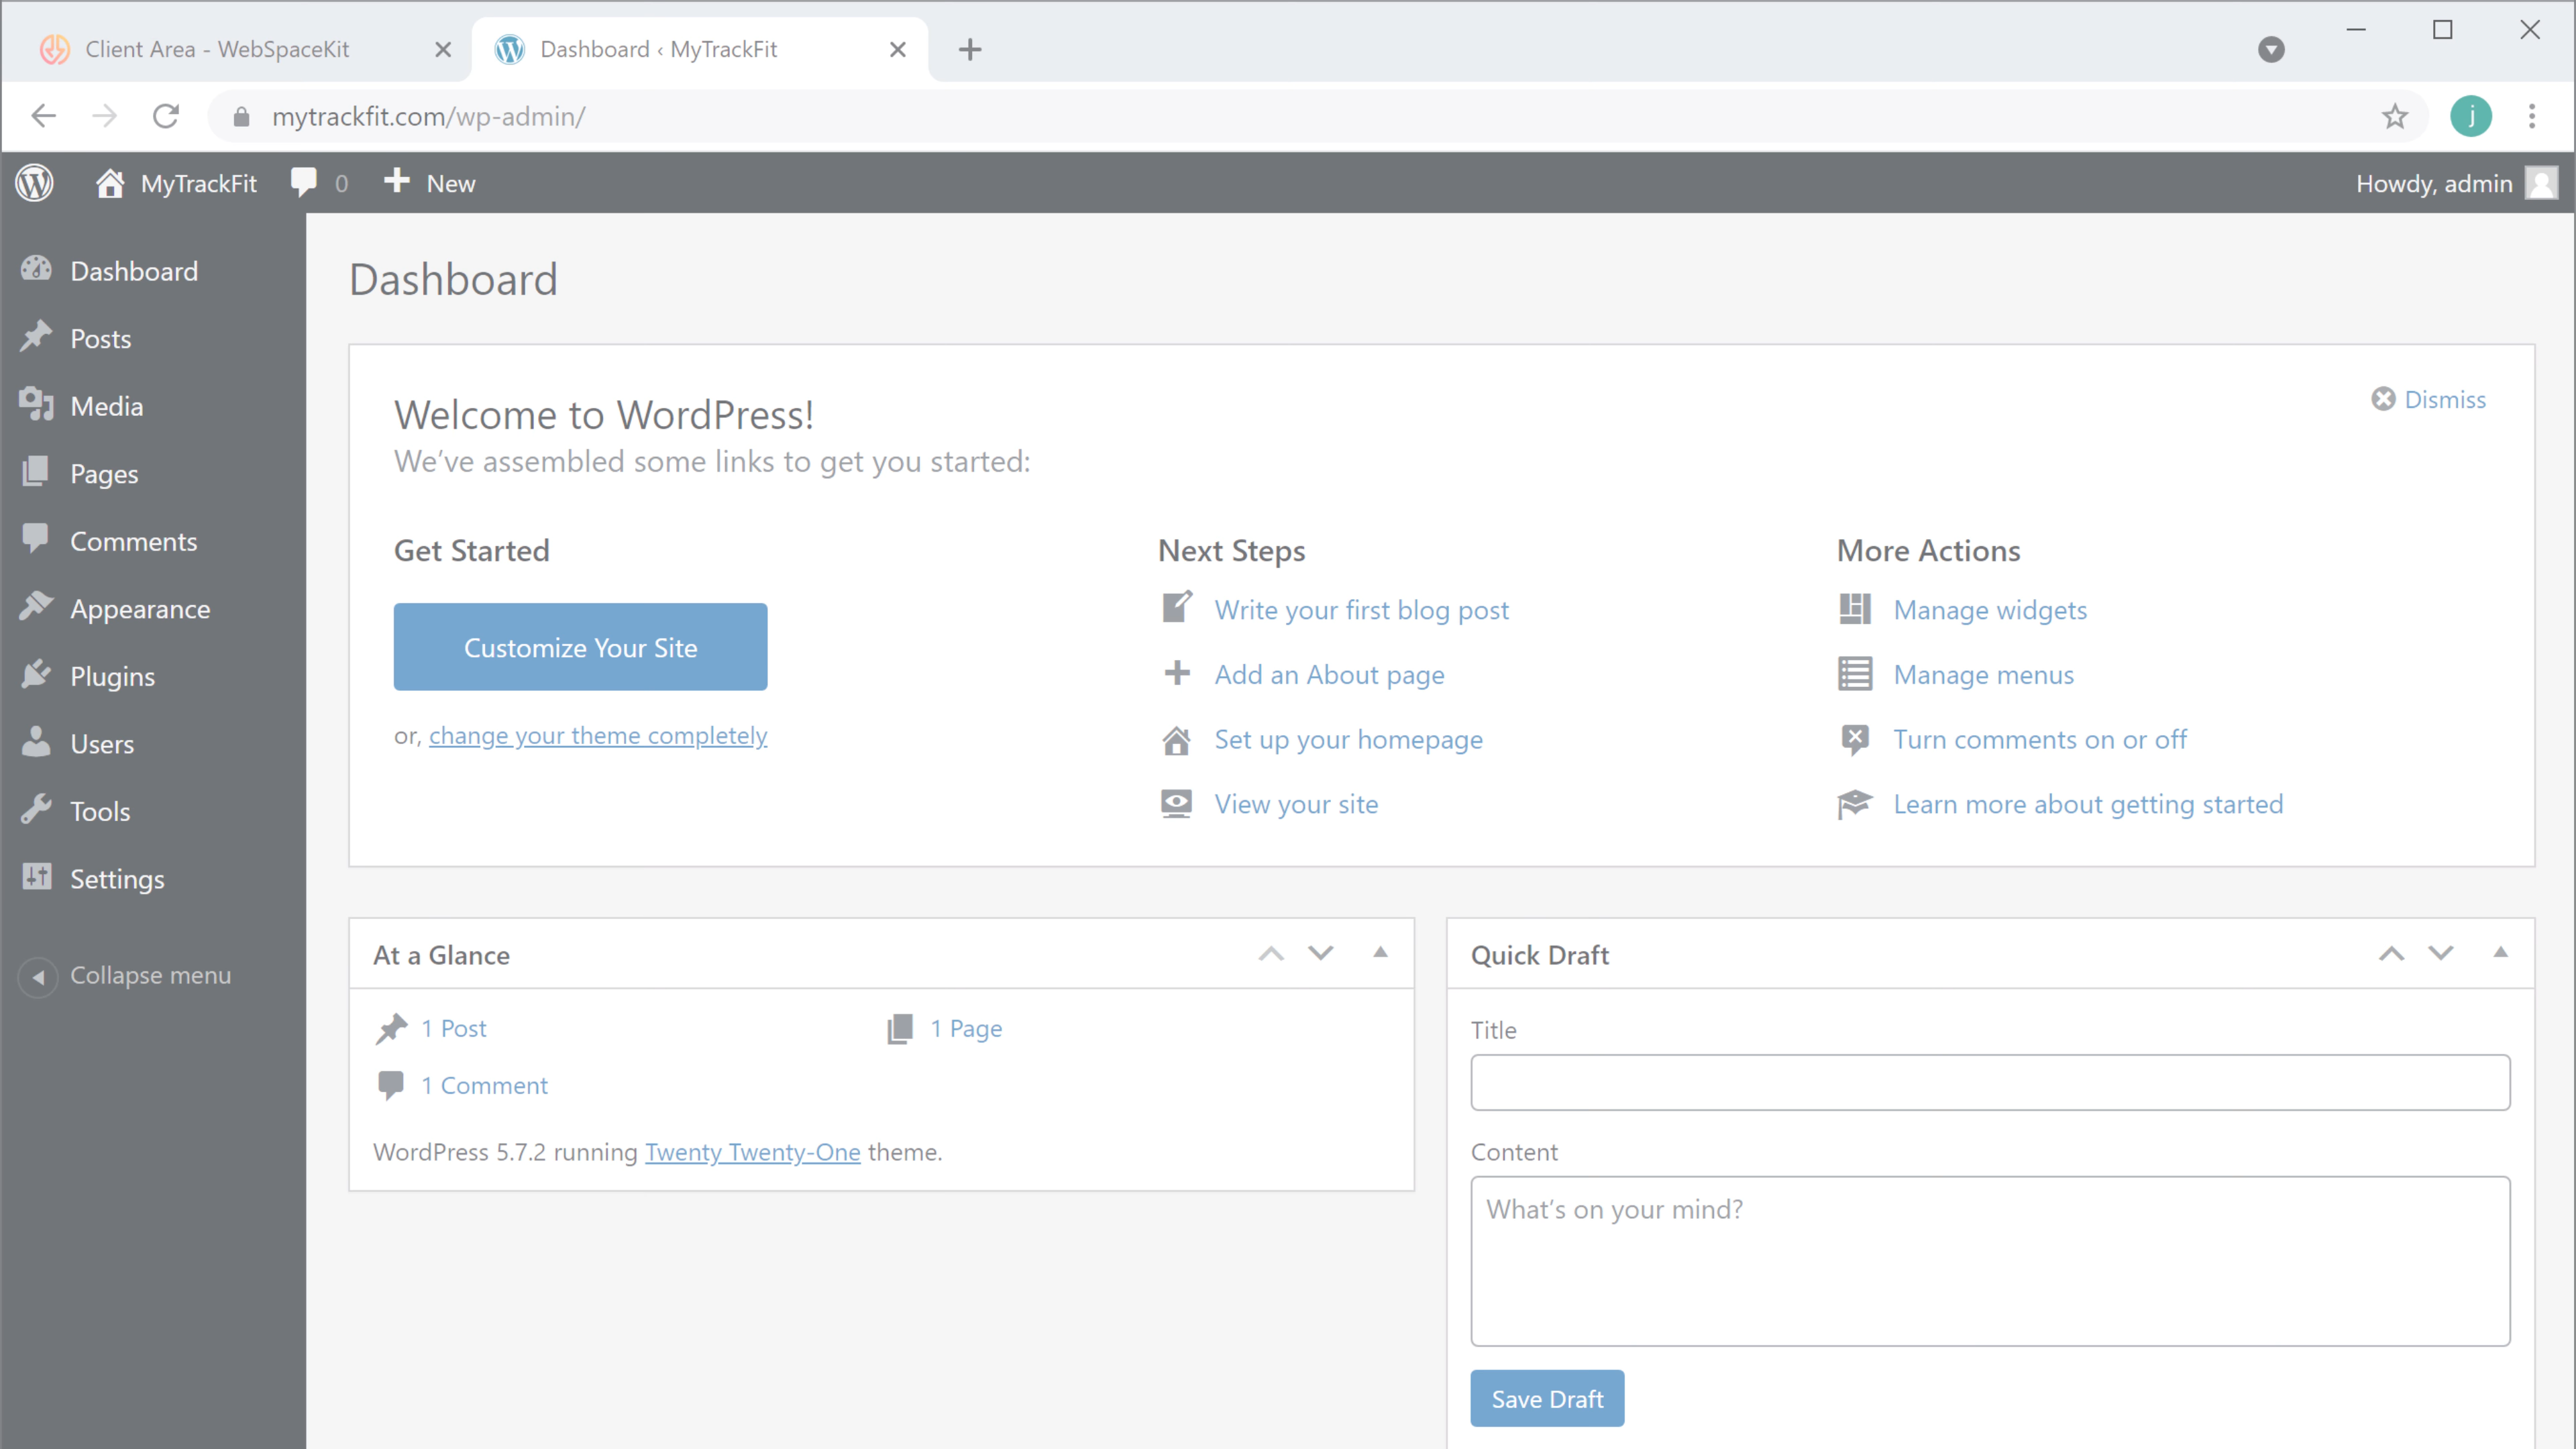 Client Area - WebSpaceKit
Dashboard ‹ MyTrackFit
mytrackfit.com/wp-admin/
j
MyTrackFit
0
New
Howdy, admin
Dashboard
Posts
Media
Pages
Comments
Appearance
Plugins
Users
Tools
Settings
Collapse menu
Dashboard
Welcome to WordPress!
We’ve assembled some links to get you started:
Dismiss
Get Started
Customize Your Site
or, change your theme completely
Next Steps
Write your first blog post
Add an About page
Set up your homepage
View your site
More Actions
Manage widgets
Manage menus
Turn comments on or off
Learn more about getting started
At a Glance
1 Post
1 Page
1 Comment
WordPress 5.7.2 running Twenty Twenty-One theme.
Quick Draft
Title
Content
What’s on your mind?
Save Draft